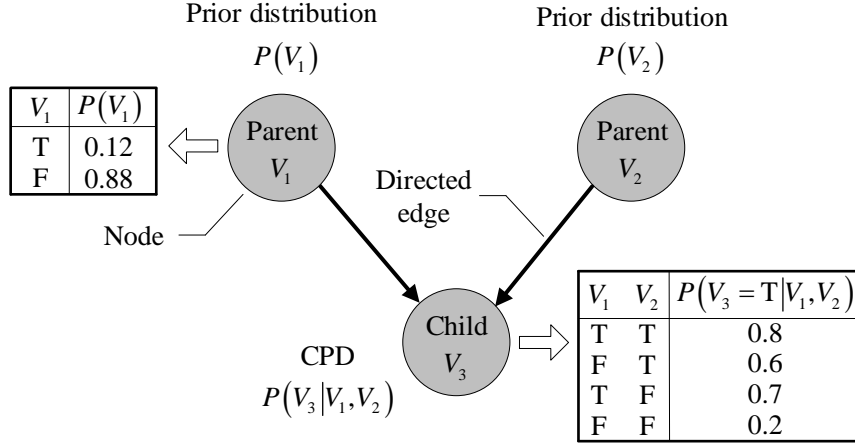 Prior distribution
P(V₁)
Prior distribution
P(V₂)
V₁ P(V₁)
T 0.12
F 0.88
Parent
V₁
Parent
V₂
Directed
edge
Node
Child
V₃
CPD
P(V₃|V₁,V₂)
V₁ V₂ P(V₃ = T|V₁,V₂)
T T 0.8
F T 0.6
T F 0.7
F F 0.2